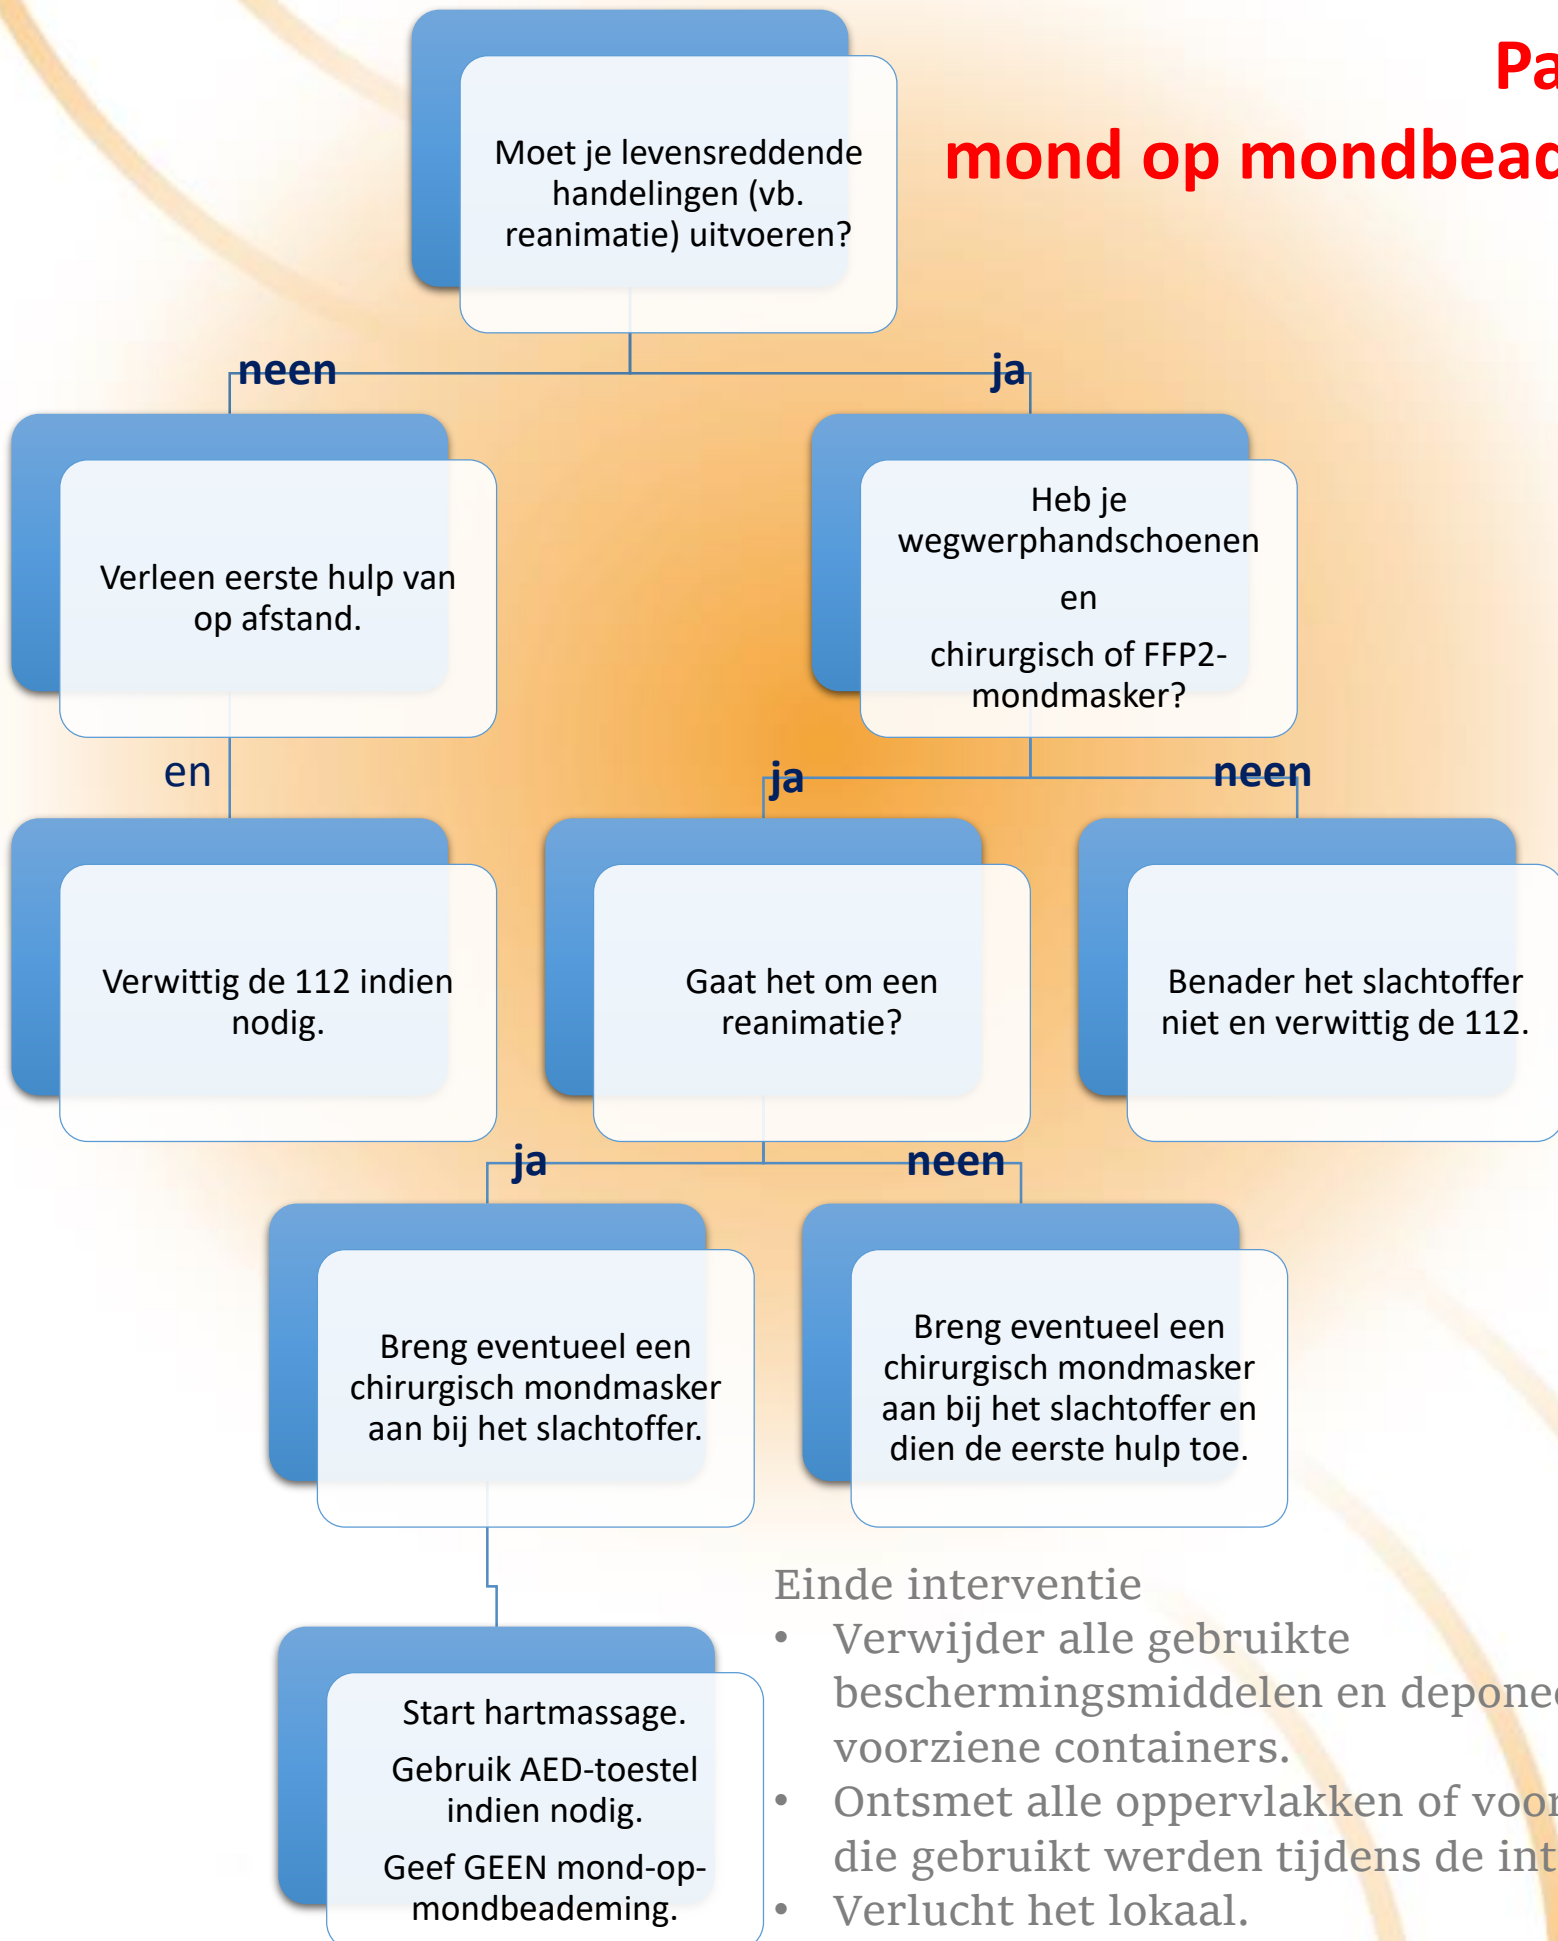 Pa
mond op mondbead
Moet je levensreddende
handelingen (vb.
reanimatie) uitvoeren?
neen
ja
Verleen eerste hulp van
op afstand.
Heb je
wegwerphandschoenen
en
chirurgisch of FFP2-
mondmasker?
en
ja
neen
Verwittig de 112 indien
nodig.
Gaat het om een
reanimatie?
Benader het slachtoffer
niet en verwittig de 112.
ja
neen
Breng eventueel een
chirurgisch mondmasker
aan bij het slachtoffer.
Breng eventueel een
chirurgisch mondmasker
aan bij het slachtoffer en
dien de eerste hulp toe.
Start hartmassage.
Gebruik AED-toestel
indien nodig.
Geef GEEN mond-op-
mondbeademing.
Einde interventie
• Verwijder alle gebruikte
beschermingsmiddelen en depone
voorziene containers.
• Ontsmet alle oppervlakken of voor
die gebruikt werden tijdens de int
• Verlucht het lokaal.